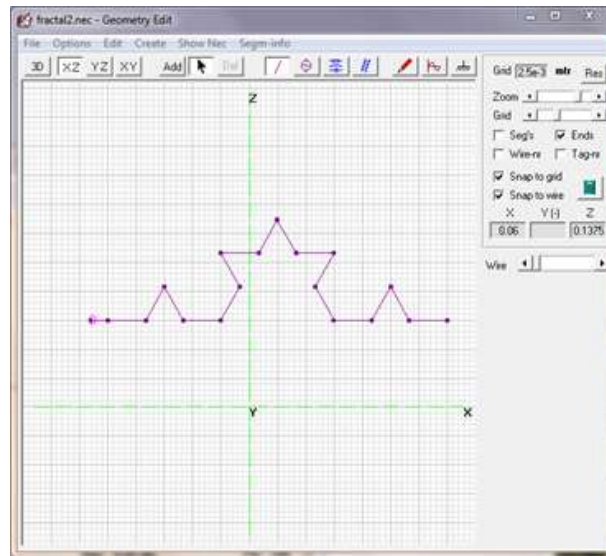 fractal2.nec - Geometry Edit
File Options Edit Create Show Nec Segm-info
3D XZ YZ XY Add Del
Grid 2.5e-3 mtr Res
Zoom
Grid
Seg's Ends
Wire-nr Tag-nr
Snap to grid
Snap to wire
X Y (-) Z
0.06 0.1375
Wire
Z
Y X